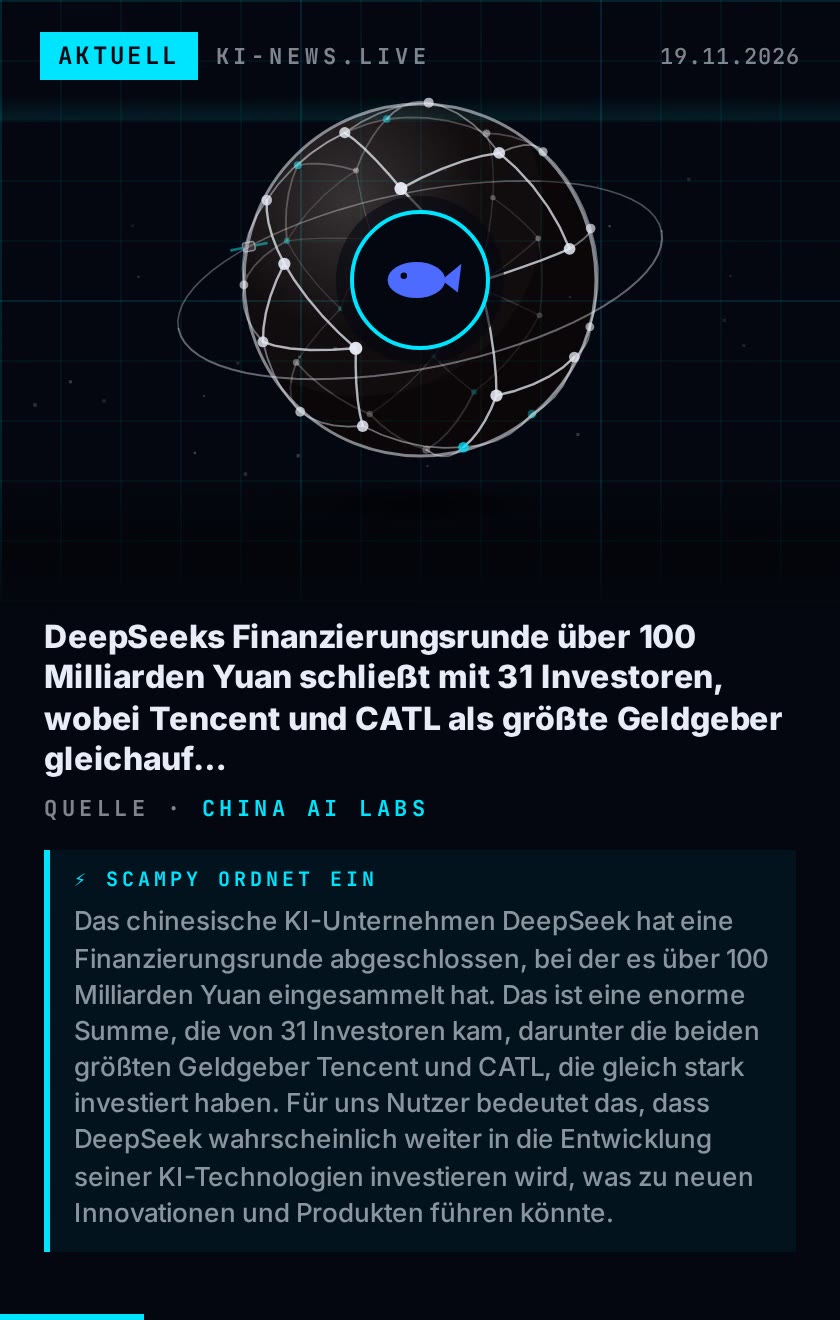 AKTUELL KI-NEWS.LIVE 19.11.2026
DeepSeeks Finanzierungsrunde über 100
Milliarden Yuan schließt mit 31 Investoren,
wobei Tencent und CATL als größte Geldgeber
gleichauf...
QUELLE · CHINA AI LABS
⚡ SCAMPY ORDNET EIN
Das chinesische KI-Unternehmen DeepSeek hat eine
Finanzierungsrunde abgeschlossen, bei der es über 100
Milliarden Yuan eingesammelt hat. Das ist eine enorme
Summe, die von 31 Investoren kam, darunter die beiden
größten Geldgeber Tencent und CATL, die gleich stark
investiert haben. Für uns Nutzer bedeutet das, dass
DeepSeek wahrscheinlich weiter in die Entwicklung
seiner KI-Technologien investieren wird, was zu neuen
Innovationen und Produkten führen könnte.